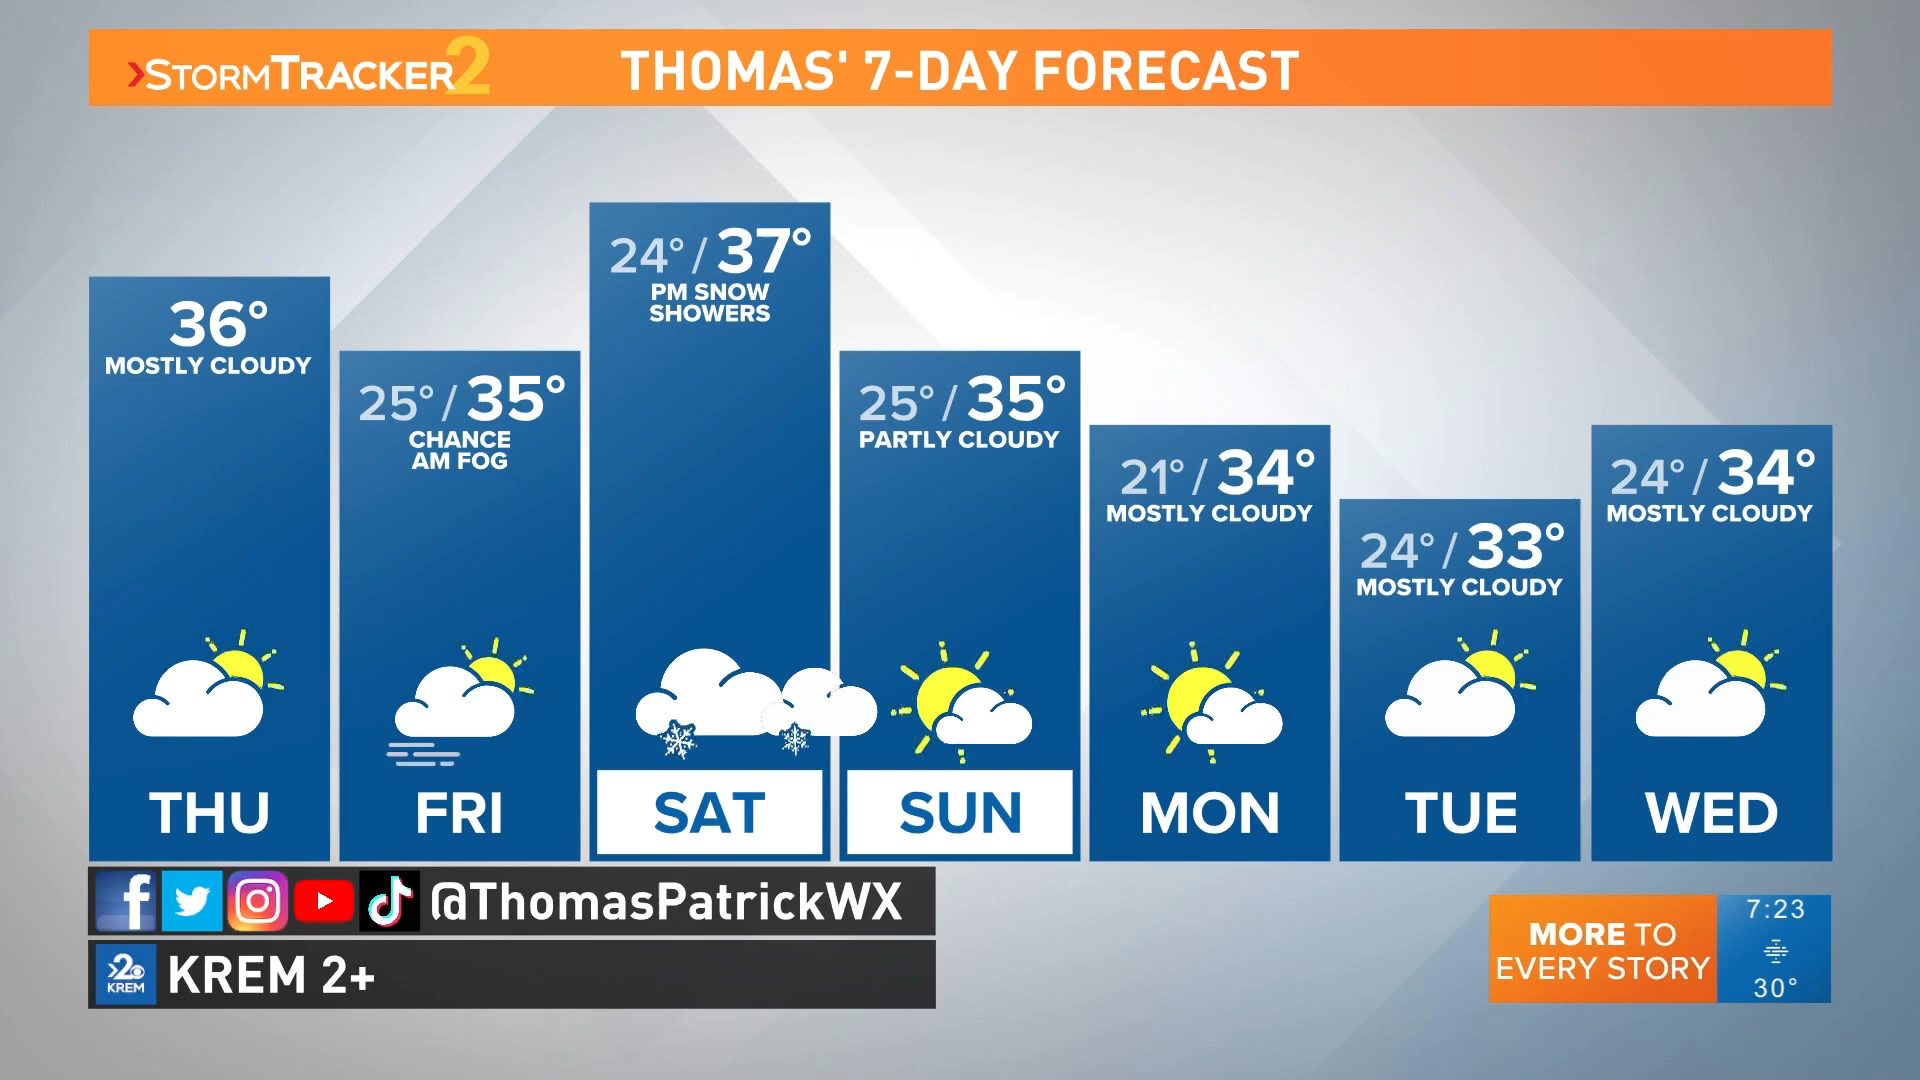 STORMTRACKER2
THOMAS' 7-DAY FORECAST
36°
MOSTLY CLOUDY
THU
25° / 35°
CHANCE
AM FOG
FRI
24° / 37°
PM SNOW
SHOWERS
SAT
25° / 35°
PARTLY CLOUDY
SUN
21° / 34°
MOSTLY CLOUDY
MON
24° / 33°
MOSTLY CLOUDY
TUE
24° / 34°
MOSTLY CLOUDY
WED
f
@ThomasPatrickWX
2
KREM
KREM 2+
MORE TO
EVERY STORY
7:23
30°